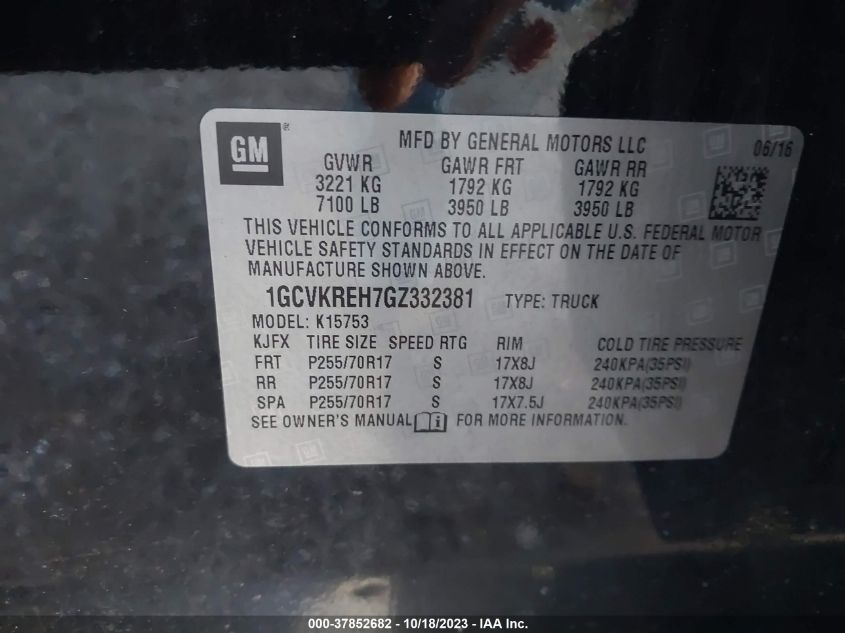 GM ®
MFD BY GENERAL MOTORS LLC 06/16
GVWR GAWR FRT GAWR RR
3221 KG 1792 KG 1792 KG
7100 LB 3950 LB 3950 LB
THIS VEHICLE CONFORMS TO ALL APPLICABLE U.S. FEDERAL MOTOR
VEHICLE SAFETY STANDARDS IN EFFECT ON THE DATE OF
MANUFACTURE SHOWN ABOVE.
1GCVKREH7GZ332381 TYPE: TRUCK
MODEL: K15753
KJFX TIRE SIZE SPEED RTG RIM COLD TIRE PRESSURE
FRT P255/70R17 S 17X8J 240KPA(35PSI)
RR P255/70R17 S 17X8J 240KPA(35PSI)
SPA P255/70R17 S 17X7.5J 240KPA(35PSI)
SEE OWNER'S MANUAL i FOR MORE INFORMATION.
000-37852682 - 10/18/2023 - IAA Inc.